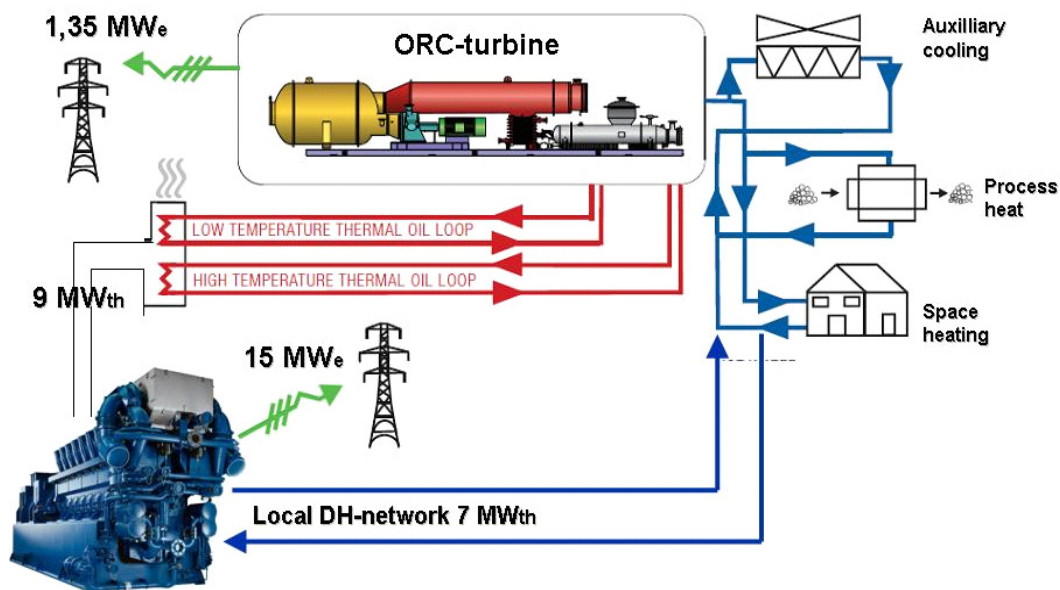 1,35 MWe
ORC-turbine
Auxilliary
cooling
LOW TEMPERATURE THERMAL OIL LOOP
Process
heat
HIGH TEMPERATURE THERMAL OIL LOOP
9 MWth
Space
heating
15 MWe
Local DH-network 7 MWth